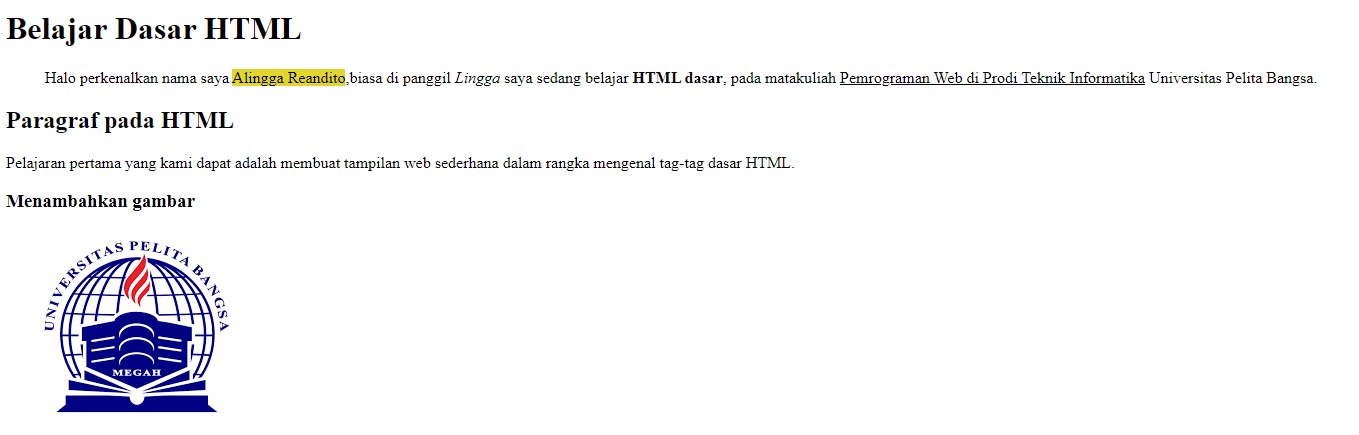 Belajar Dasar HTML
Halo perkenalkan nama saya Alingga Reandito,biasa di panggil Lingga saya sedang belajar HTML dasar, pada matakuliah Pemrograman Web di Prodi Teknik Informatika Universitas Pelita Bangsa.
Paragraf pada HTML
Pelajaran pertama yang kami dapat adalah membuat tampilan web sederhana dalam rangka mengenal tag-tag dasar HTML.
Menambahkan gambar
UNIVERSITAS PELITA BANGSA
MEGAH